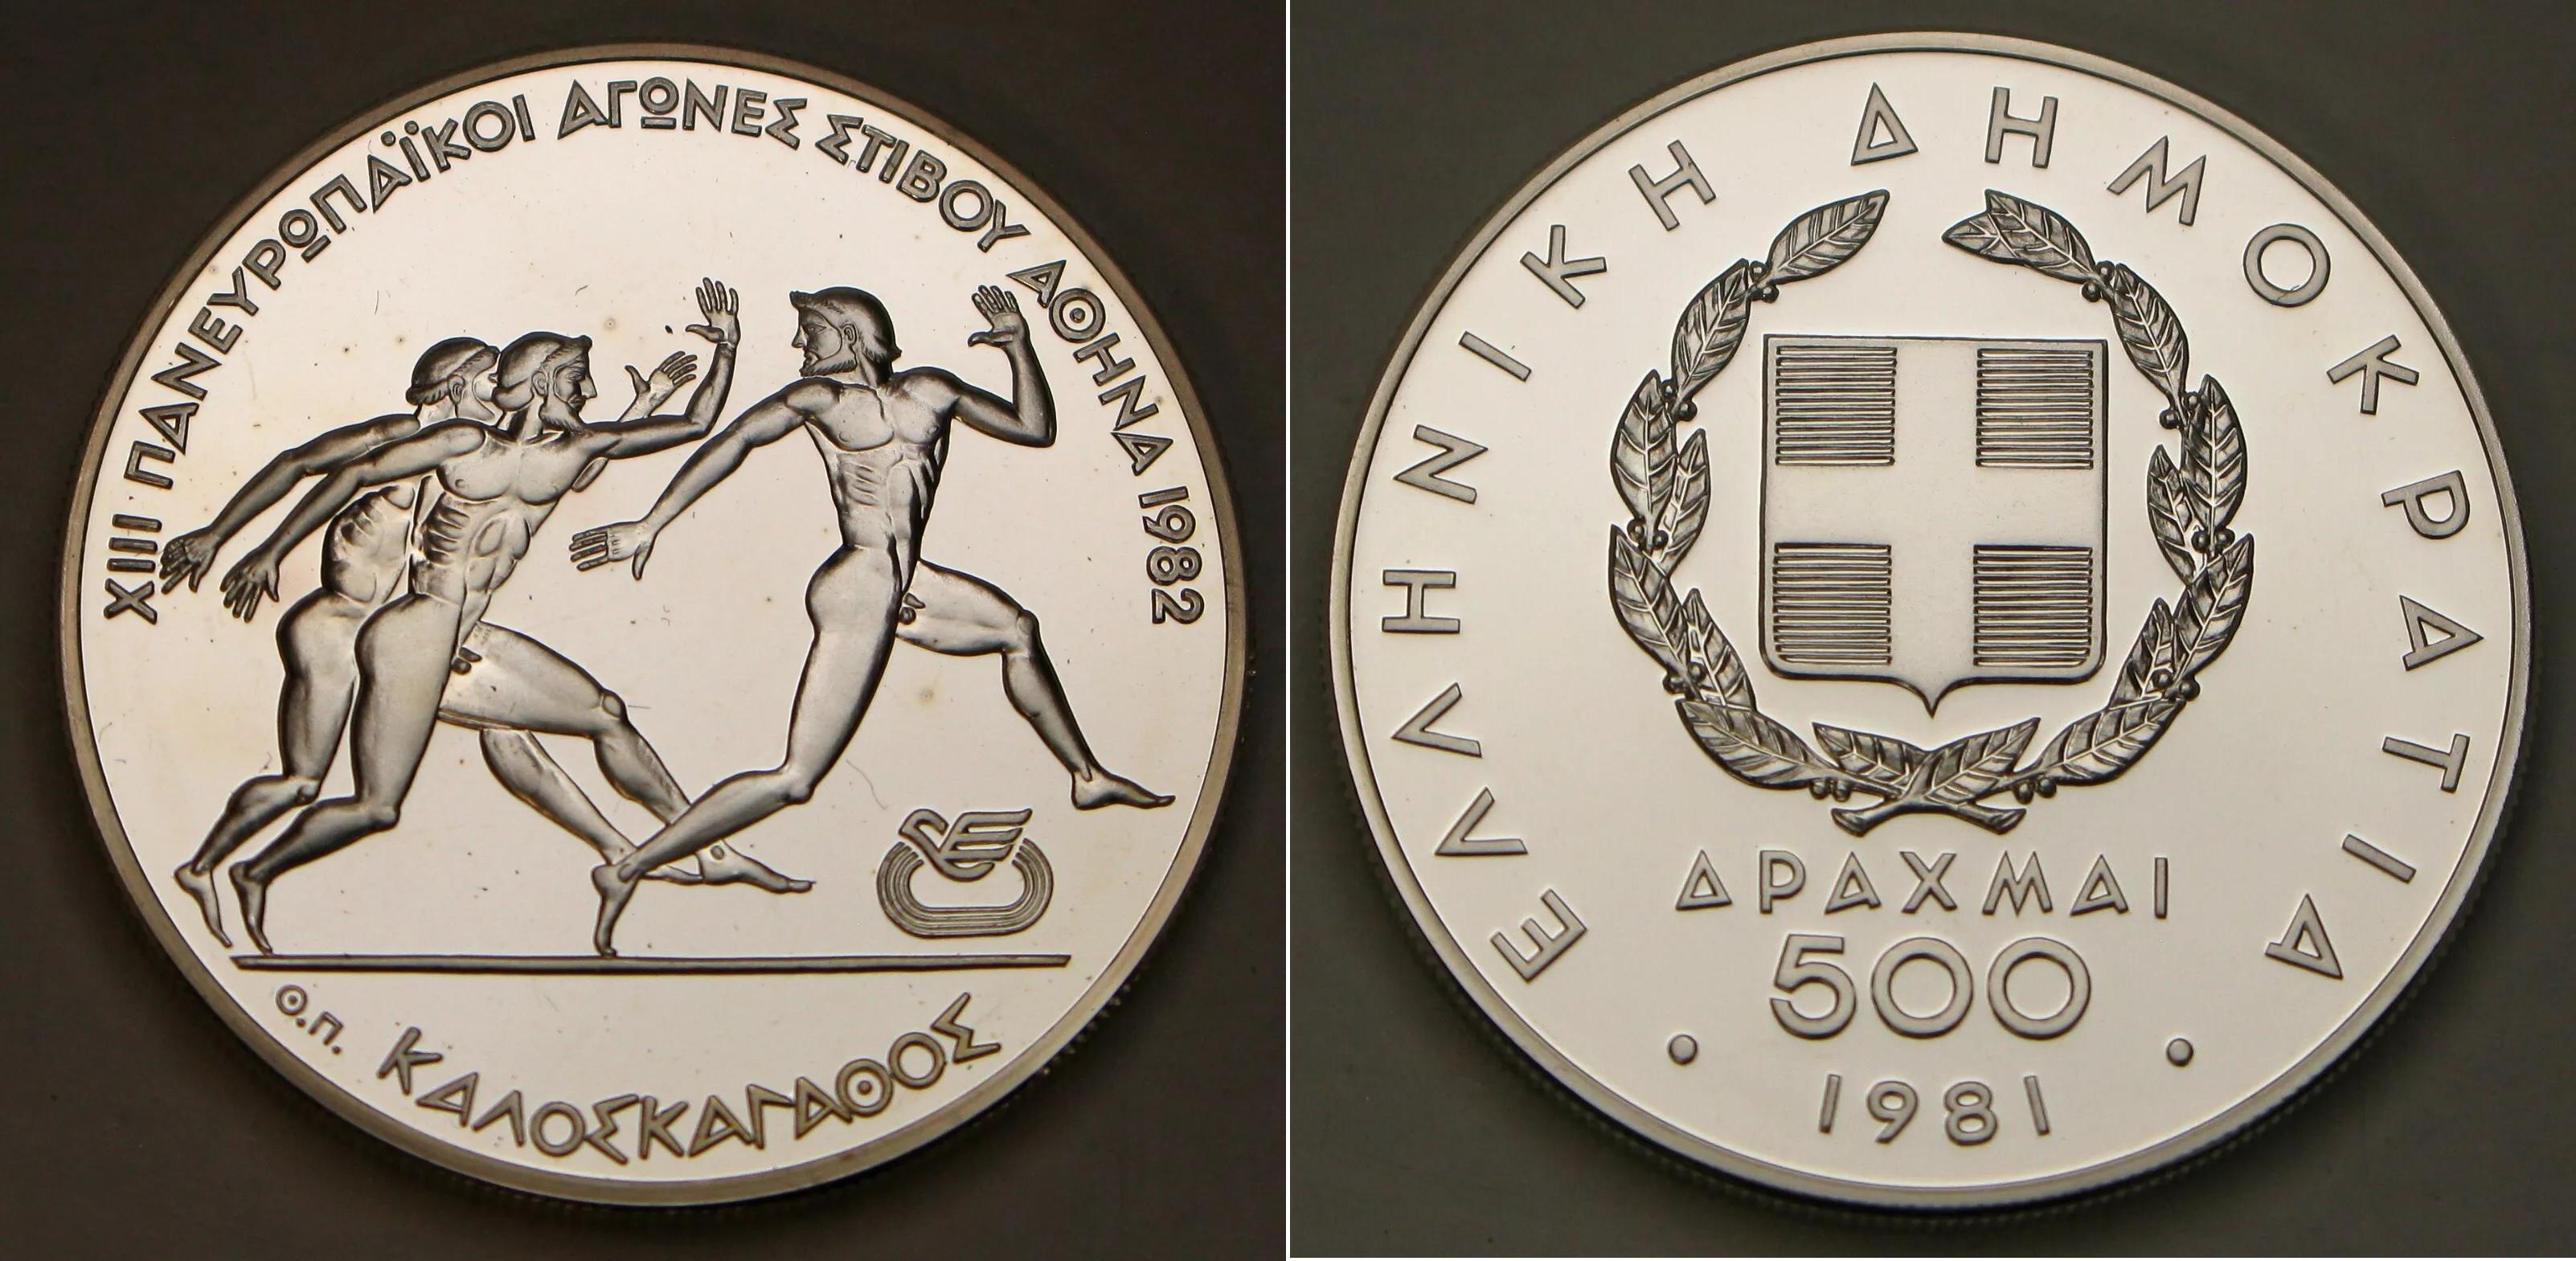 XIII ΠΑΝΕΥΡΩΠΑΪΚΟΙ ΑΓΩΝΕΣ ΣΤΙΒΟΥ ΑΘΗΝΑ 1982
Θ.Π. ΚΑΛΟΣΚΑΓΑΘΟΣ
ΕΛΛΗΝΙΚΗ ΔΗΜΟΚΡΑΤΙΑ
ΔΡΑΧΜΑΙ
500
• 1981 •